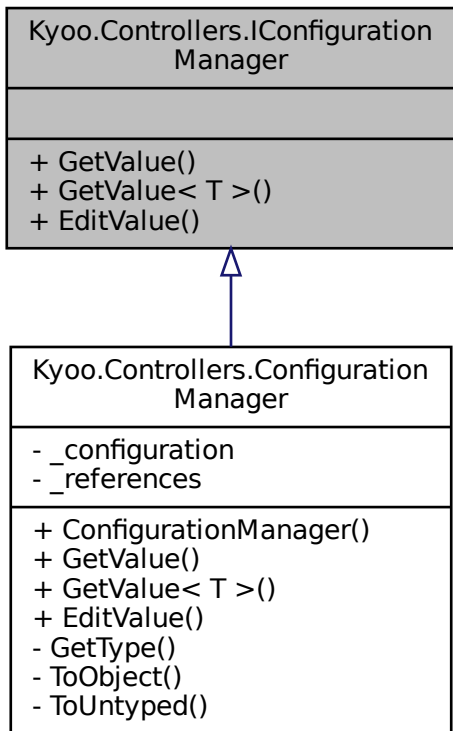 Kyoo.Controllers.IConfiguration
Manager
+ GetValue()
+ GetValue< T >()
+ EditValue()
Kyoo.Controllers.Configuration
Manager
- _configuration
- _references
+ ConfigurationManager()
+ GetValue()
+ GetValue< T >()
+ EditValue()
- GetType()
- ToObject()
- ToUntyped()